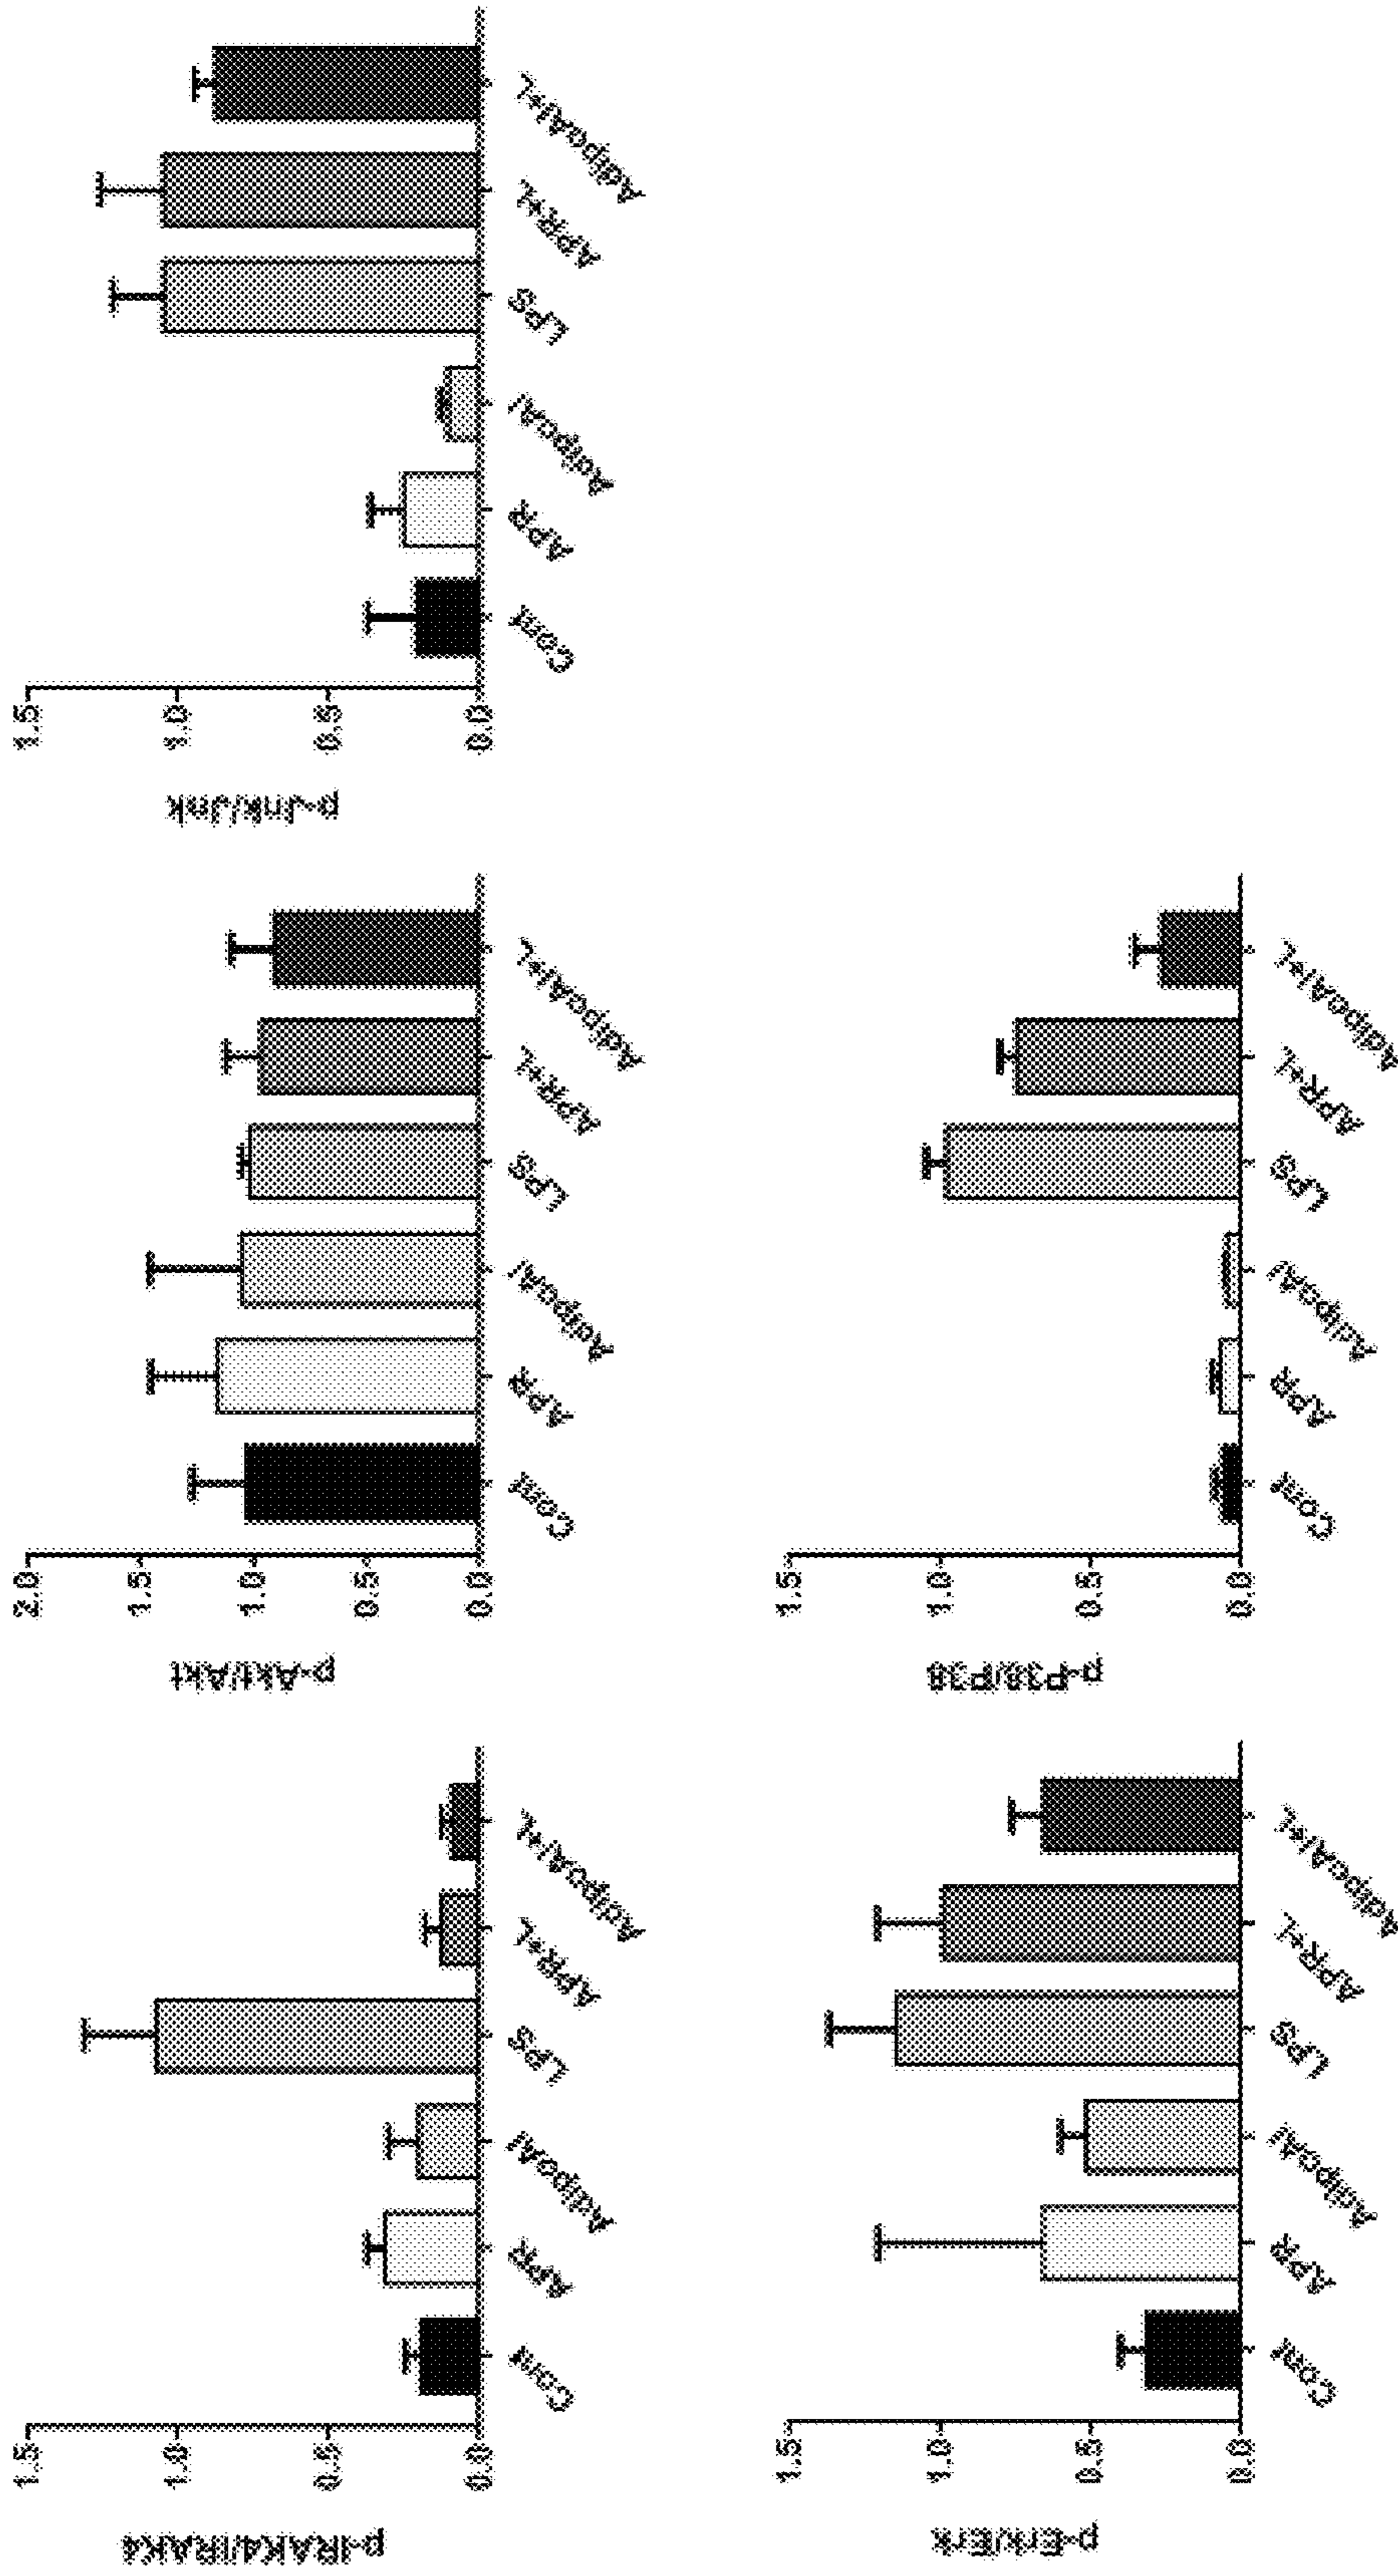 p-IRAK4/IRAK4
1.5
1.0
0.5
0.0
Cont
APR
AdipoAI
LPS
APR+L
AdipoAI+L
p-Akt/Akt
2.0
1.5
1.0
0.5
0.0
Cont
APR
AdipoAI
LPS
APR+L
AdipoAI+L
p-Jnk/Jnk
1.5
1.0
0.5
0.0
Cont
APR
AdipoAI
LPS
APR+L
AdipoAI+L
p-Erk/Erk
1.5
1.0
0.5
0.0
Cont
APR
AdipoAI
LPS
APR+L
AdipoAI+L
p-P38/P38
1.5
1.0
0.5
0.0
Cont
APR
AdipoAI
LPS
APR+L
AdipoAI+L